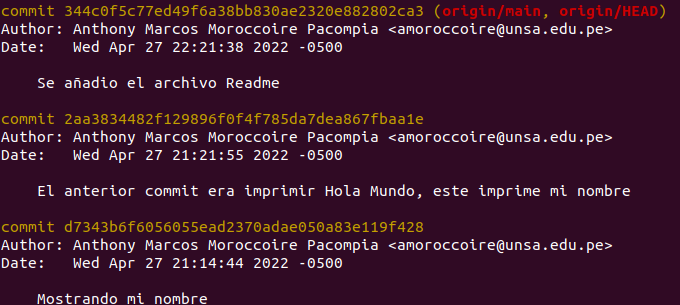 commit 344c0f5c77ed49f6a38bb830ae2320e882802ca3 (origin/main, origin/HEAD)
Author: Anthony Marcos Moroccoire Pacompia <amoroccoire@unsa.edu.pe>
Date:   Wed Apr 27 22:21:38 2022 -0500
Se añadio el archivo Readme
commit 2aa3834482f129896f0f4f785da7dea867fbaa1e
Author: Anthony Marcos Moroccoire Pacompia <amoroccoire@unsa.edu.pe>
Date:   Wed Apr 27 21:21:55 2022 -0500
El anterior commit era imprimir Hola Mundo, este imprime mi nombre
commit d7343b6f6056055ead2370adae050a83e119f428
Author: Anthony Marcos Moroccoire Pacompia <amoroccoire@unsa.edu.pe>
Date:   Wed Apr 27 21:14:44 2022 -0500
Mostrando mi nombre